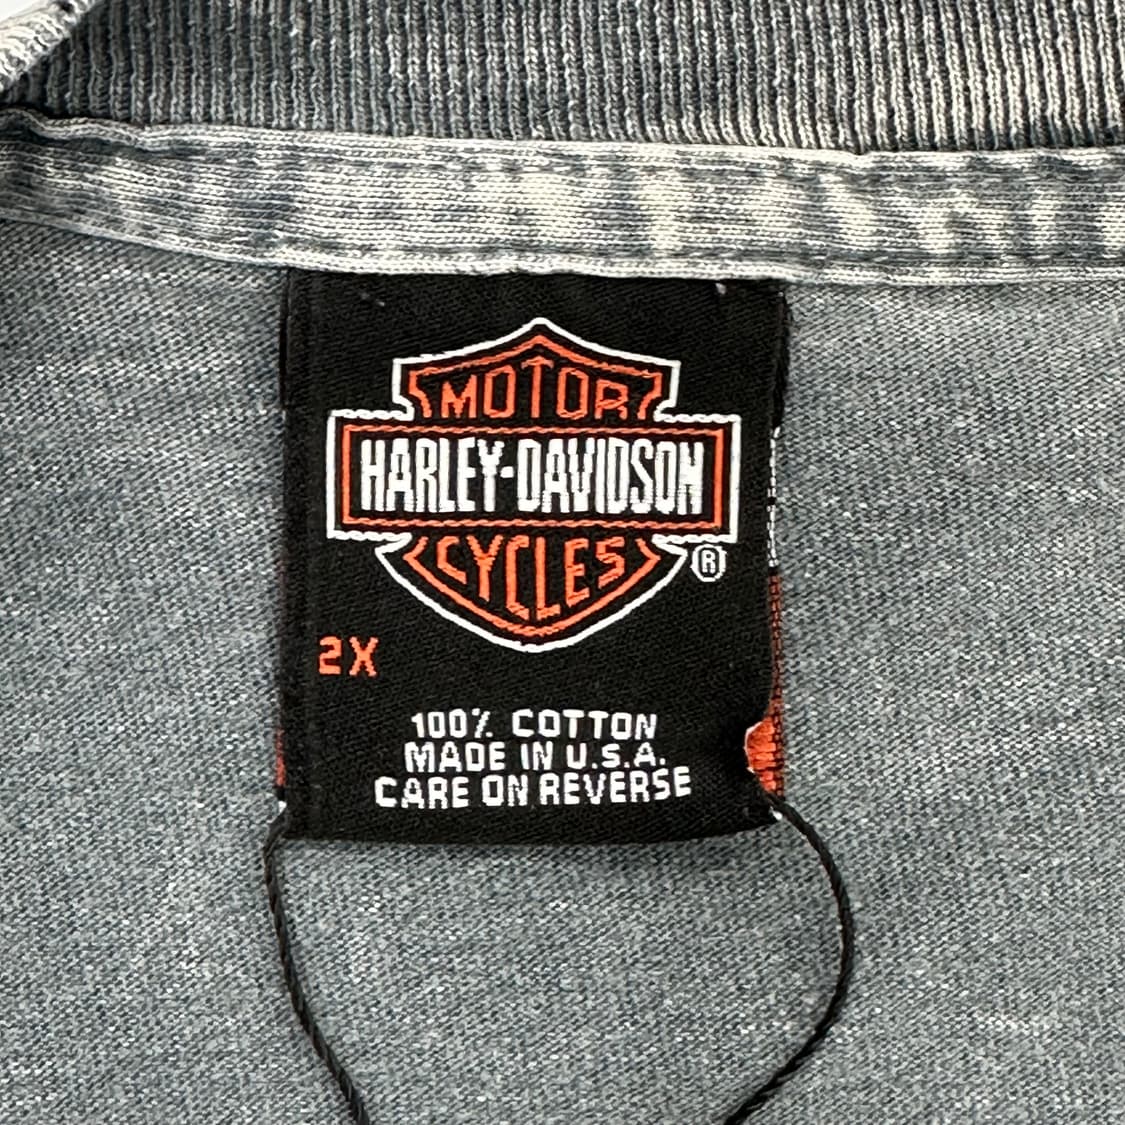 MOTOR
HARLEY-DAVIDSON
CYCLES
®
2X
100% COTTON
MADE IN U.S.A.
CARE ON REVERSE